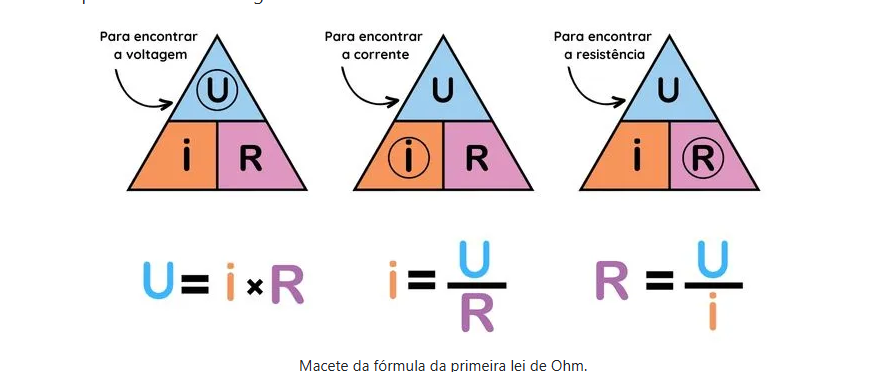 Para encontrar
a voltagem
U
i R
Para encontrar
a corrente
U
i R
Para encontrar
a resistência
U
i R
U = i × R
i = U
R
R = U
i
Macete da fórmula da primeira lei de Ohm.